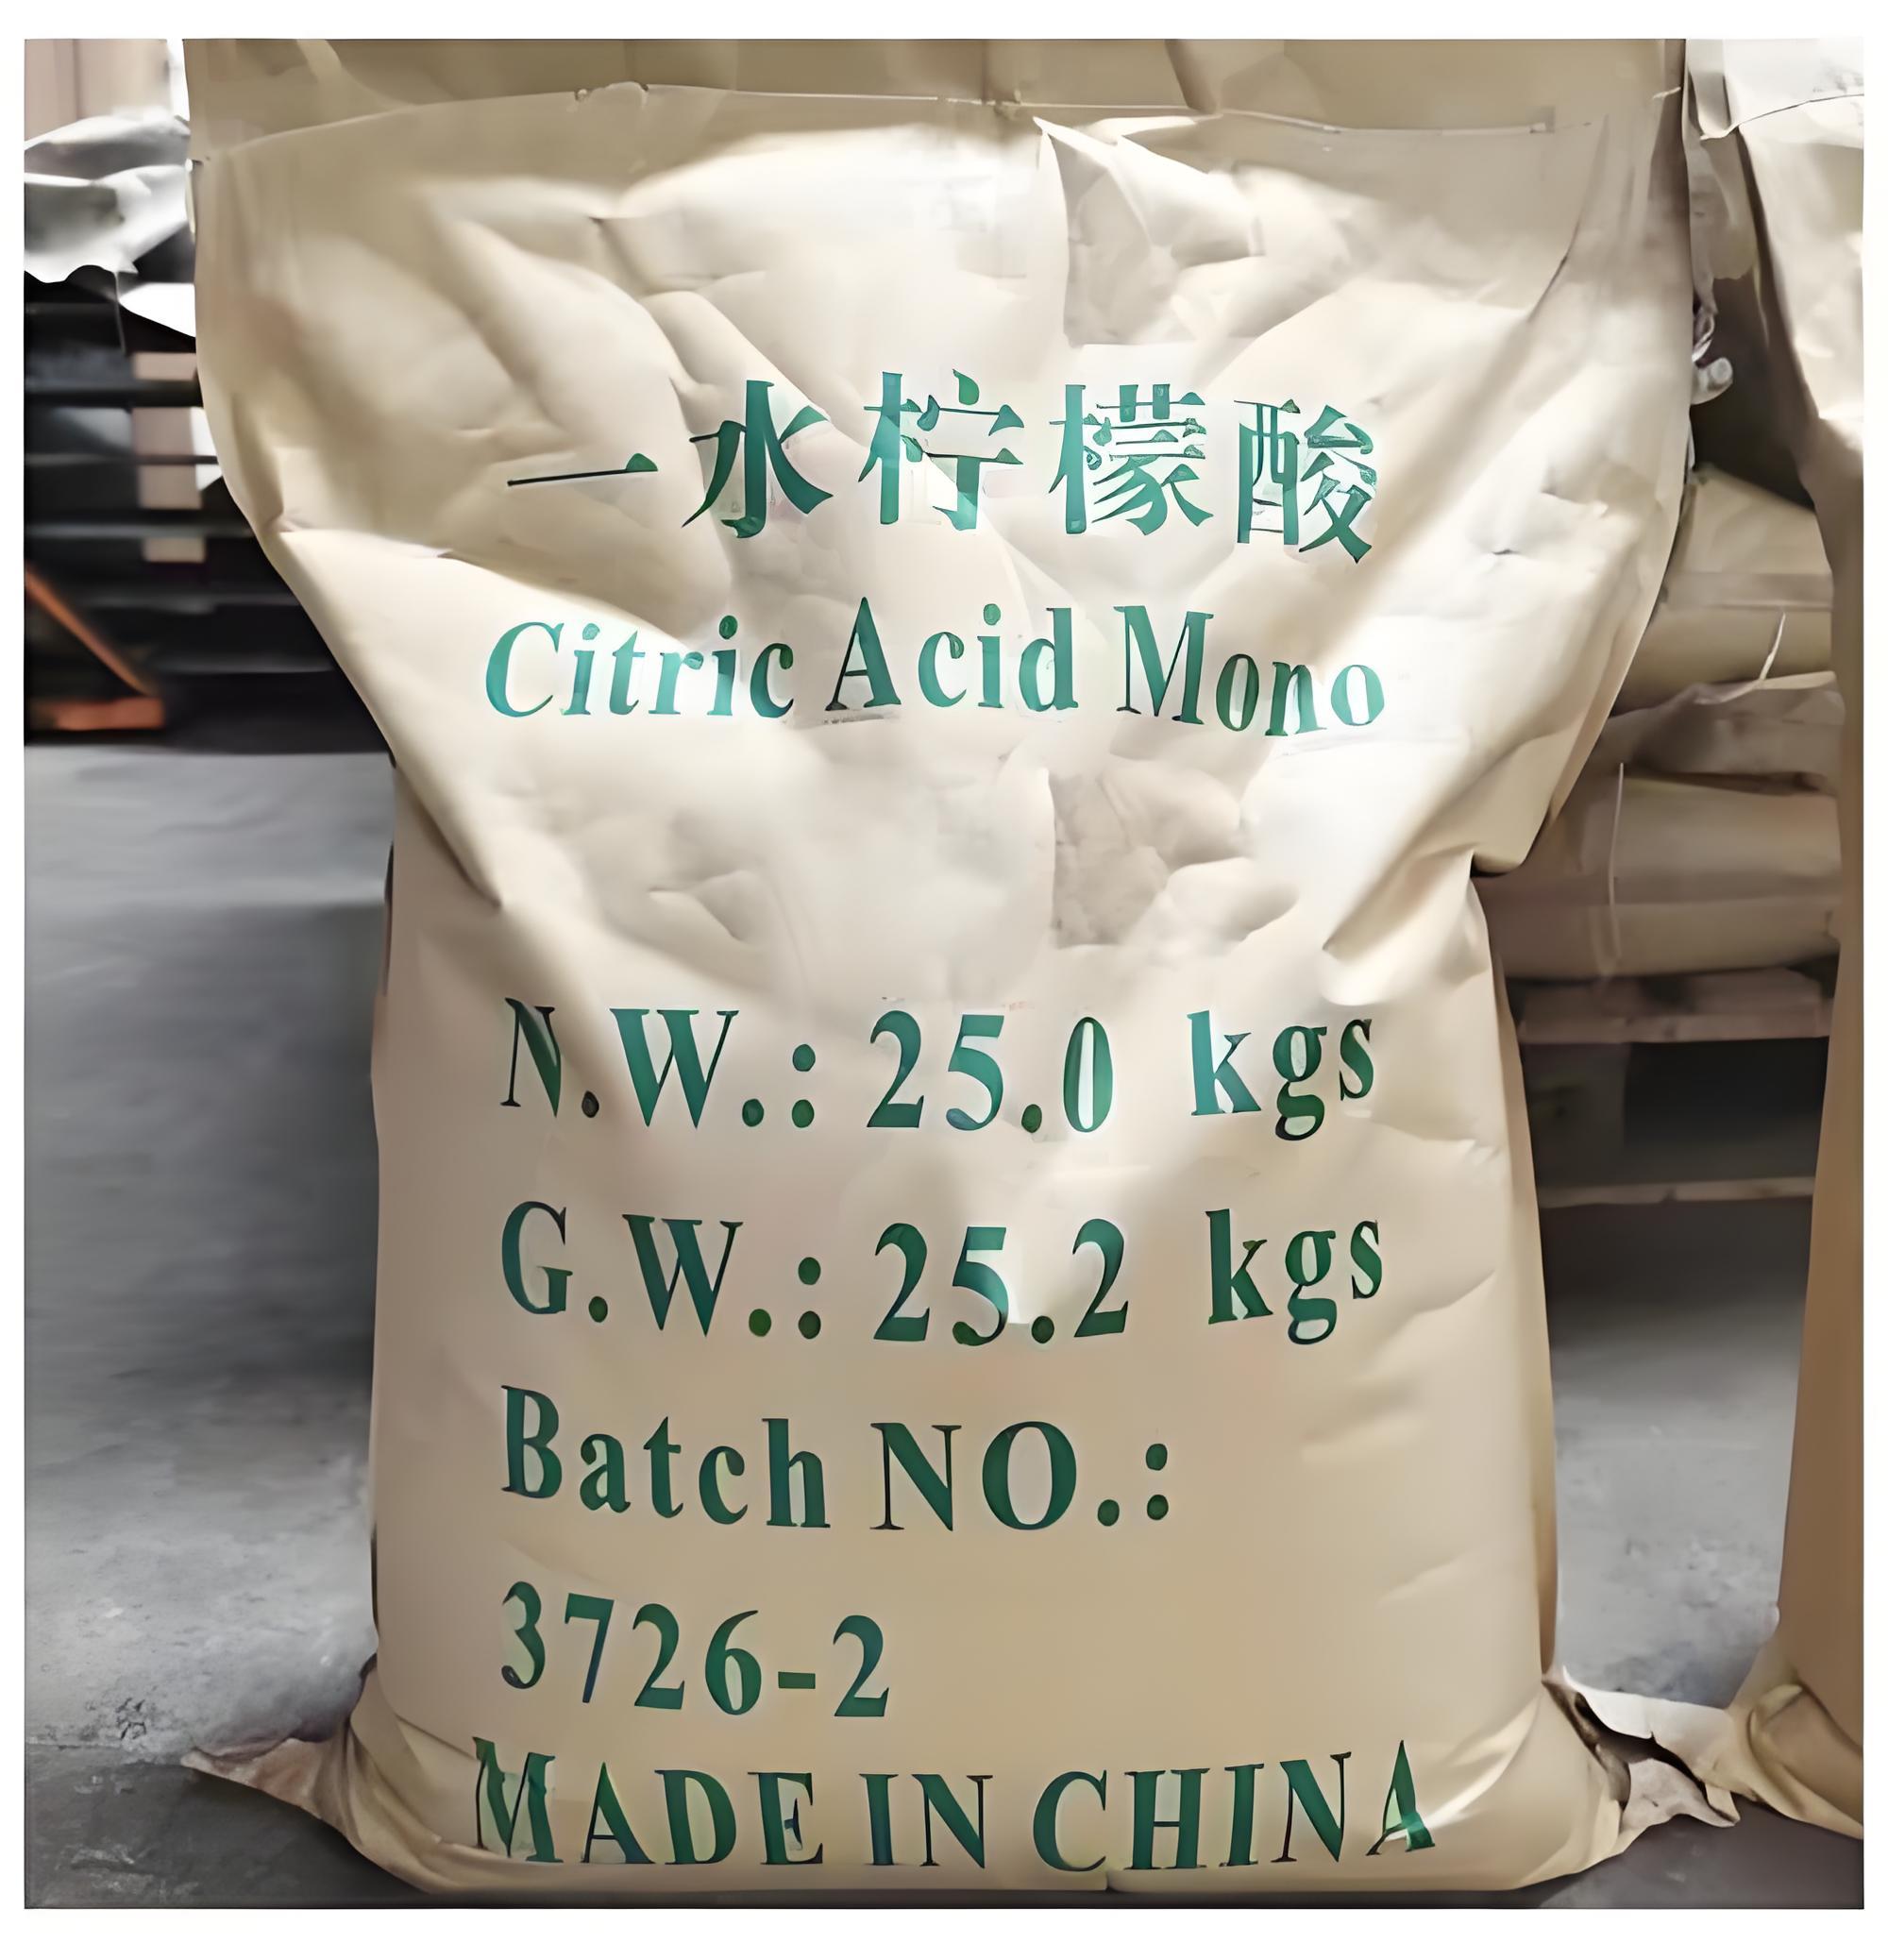 一水柠檬酸
Citric Acid Mono
N.W.: 25.0 kgs
G.W.: 25.2 kgs
Batch NO.:
3726-2
MADE IN CHINA